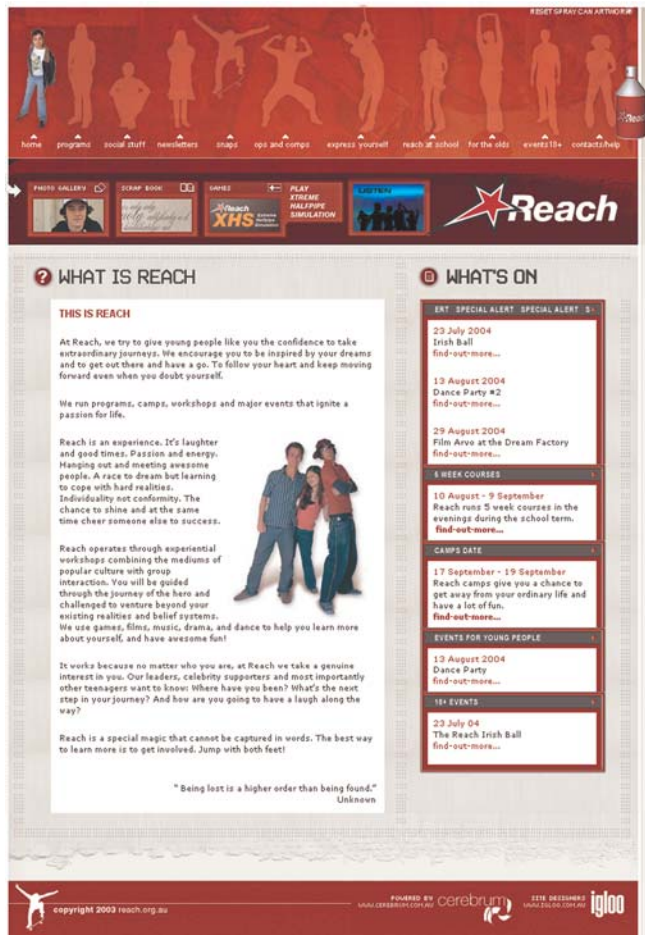 RESET SPRAY CAN ARTWORK
home programs social stuff newsletters snaps ops and comps express yourself reach at school for the olds events18+ contacts/help
Reach
PHOTO GALLERY SCRAP BOOK GAMES
PLAY
XTREME
HALFPIPE
SIMULATION
LISTEN
Reach
XHS Extreme
Halfpipe
Simulation
Reach
WHAT IS REACH
THIS IS REACH
At Reach, we try to give young people like you the confidence to take
extraordinary journeys. We encourage you to be inspired by your dreams
and to get out there and have a go. To follow your heart and keep moving
forward even when you doubt yourself.
We run programs, camps, workshops and major events that ignite a
passion for life.
Reach is an experience. It's laughter
and good times. Passion and energy.
Hanging out and meeting awesome
people. A race to dream but learning
to cope with hard realities.
Individuality not conformity. The
chance to shine and at the same
time cheer someone else to success.
Reach operates through experiential
workshops combining the mediums of
popular culture with group
interaction. You will be guided
through the journey of the hero and
challenged to venture beyond your
existing realities and belief systems.
We use games, films, music, drama, and dance to help you learn more
about yourself, and have awesome fun!
It works because no matter who you are, at Reach we take a genuine
interest in you. Our leaders, celebrity supporters and most importantly
other teenagers want to know: Where have you been? What's the next
step in your journey? And how are you going to have a laugh along the
way?
Reach is a special magic that cannot be captured in words. The best way
to learn more is to get involved. Jump with both feet!
" Being lost is a higher order than being found."
Unknown
WHAT'S ON
ERT SPECIAL ALERT SPECIAL ALERT S
23 July 2004
Irish Ball
find-out-more...
13 August 2004
Dance Party #2
find-out-more...
29 August 2004
Film Arvo at the Dream Factory
find-out-more...
5 WEEK COURSES
10 August - 9 September
Reach runs 5 week courses in the
evenings during the school term.
find-out-more...
CAMPS DATE
17 September - 19 September
Reach camps give you a chance to
get away from your ordinary life and
have a lot of fun.
find-out-more...
EVENTS FOR YOUNG PEOPLE
13 August 2004
Dance Party
find-out-more...
18+ EVENTS
23 July 04
The Reach Irish Ball
find-out-more...
copyright 2003 reach.org.au
POWERED BY
WWW.CEREBRUM.COM.AU
cerebrum
SITE DESIGNERS
WWW.IGLOO.COM.AU
igloo